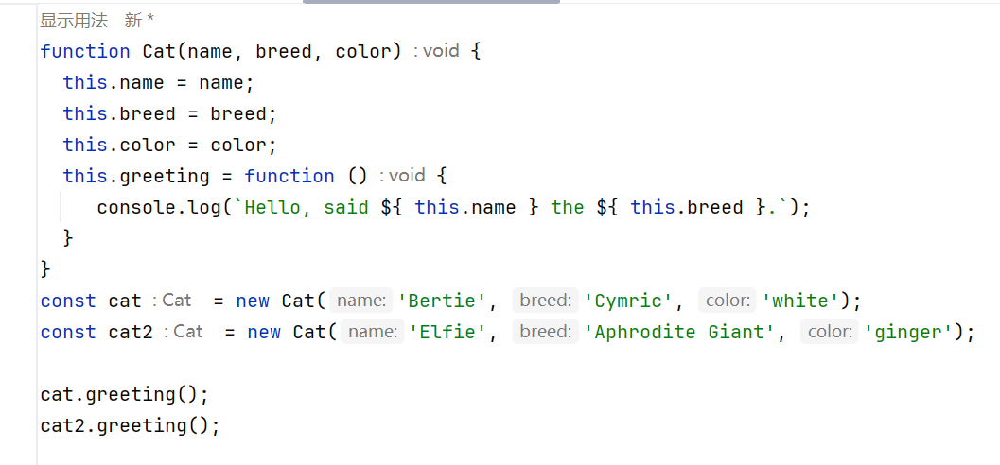 显示用法 新 *
function Cat(name, breed, color) : void {
this.name = name;
this.breed = breed;
this.color = color;
this.greeting = function () : void {
console.log(`Hello, said ${ this.name } the ${ this.breed }.`);
}
}
const cat : Cat = new Cat( name: 'Bertie', breed: 'Cymric', color: 'white');
const cat2 : Cat = new Cat( name: 'Elfie', breed: 'Aphrodite Giant', color: 'ginger');
cat.greeting();
cat2.greeting();